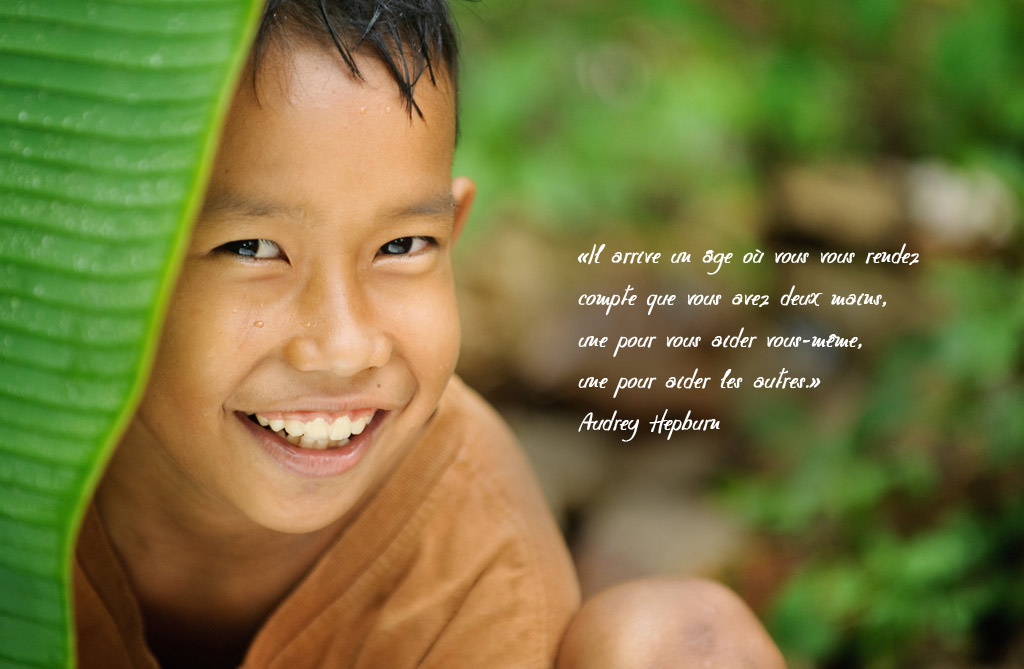 «Il arrive un âge où vous vous rendez
compte que vous avez deux mains,
une pour vous aider vous-même,
une pour aider les autres.»
Audrey Hepburn